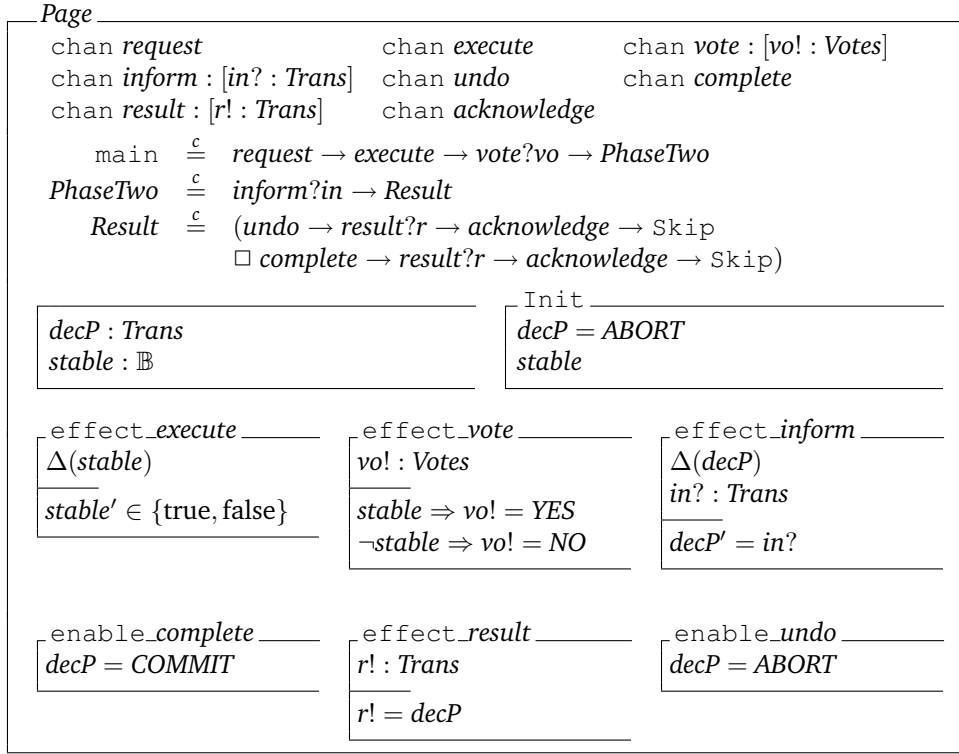 Page
chan request chan execute chan vote : [vo! : Votes]
chan inform : [in? : Trans] chan undo chan complete
chan result : [r! : Trans] chan acknowledge
main c= request → execute → vote?vo → PhaseTwo
PhaseTwo c= inform?in → Result
Result c= (undo → result?r → acknowledge → Skip
□ complete → result?r → acknowledge → Skip)
decP : Trans
stable : 𝔹
Init
decP = ABORT
stable
effect_execute
Δ(stable)
stable′ ∈ {true, false}
effect_vote
vo! : Votes
stable ⇒ vo! = YES
¬stable ⇒ vo! = NO
effect_inform
Δ(decP)
in? : Trans
decP′ = in?
enable_complete
decP = COMMIT
effect_result
r! : Trans
r! = decP
enable_undo
decP = ABORT